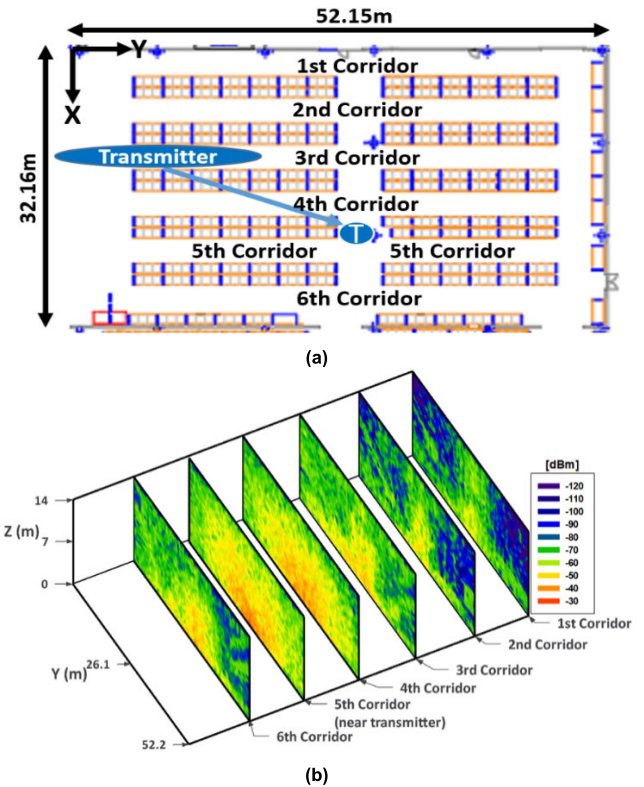 52.15m
Y
X
32.16m
1st Corridor
2nd Corridor
Transmitter
3rd Corridor
4th Corridor
T
5th Corridor 5th Corridor
6th Corridor
(a)
[dBm]
-120
-110
-100
-90
-80
-70
-60
-50
-40
-30
14
Z (m) 7
0
Y (m) 26.1
52.2
1st Corridor
2nd Corridor
3rd Corridor
4th Corridor
5th Corridor
(near transmitter)
6th Corridor
(b)